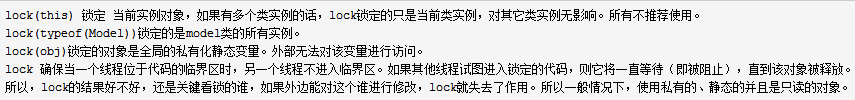 lock(this) 锁定 当前实例对象，如果有多个类实例的话，lock锁定的只是当前类实例，对其它类实例无影响。所有不推荐使用。
lock(typeof(Model))锁定的是model类的所有实例。
lock(obj)锁定的对象是全局的私有化静态变量。外部无法对该变量进行访问。
lock 确保当一个线程位于代码的临界区时，另一个线程不进入临界区。如果其他线程试图进入锁定的代码，则它将一直等待（即被阻止），直到该对象被释放。
所以，lock的结果好不好，还是关键看锁的谁，如果外边能对这个谁进行修改，lock就失去了作用。所以一般情况下，使用私有的、静态的并且是只读的对象。